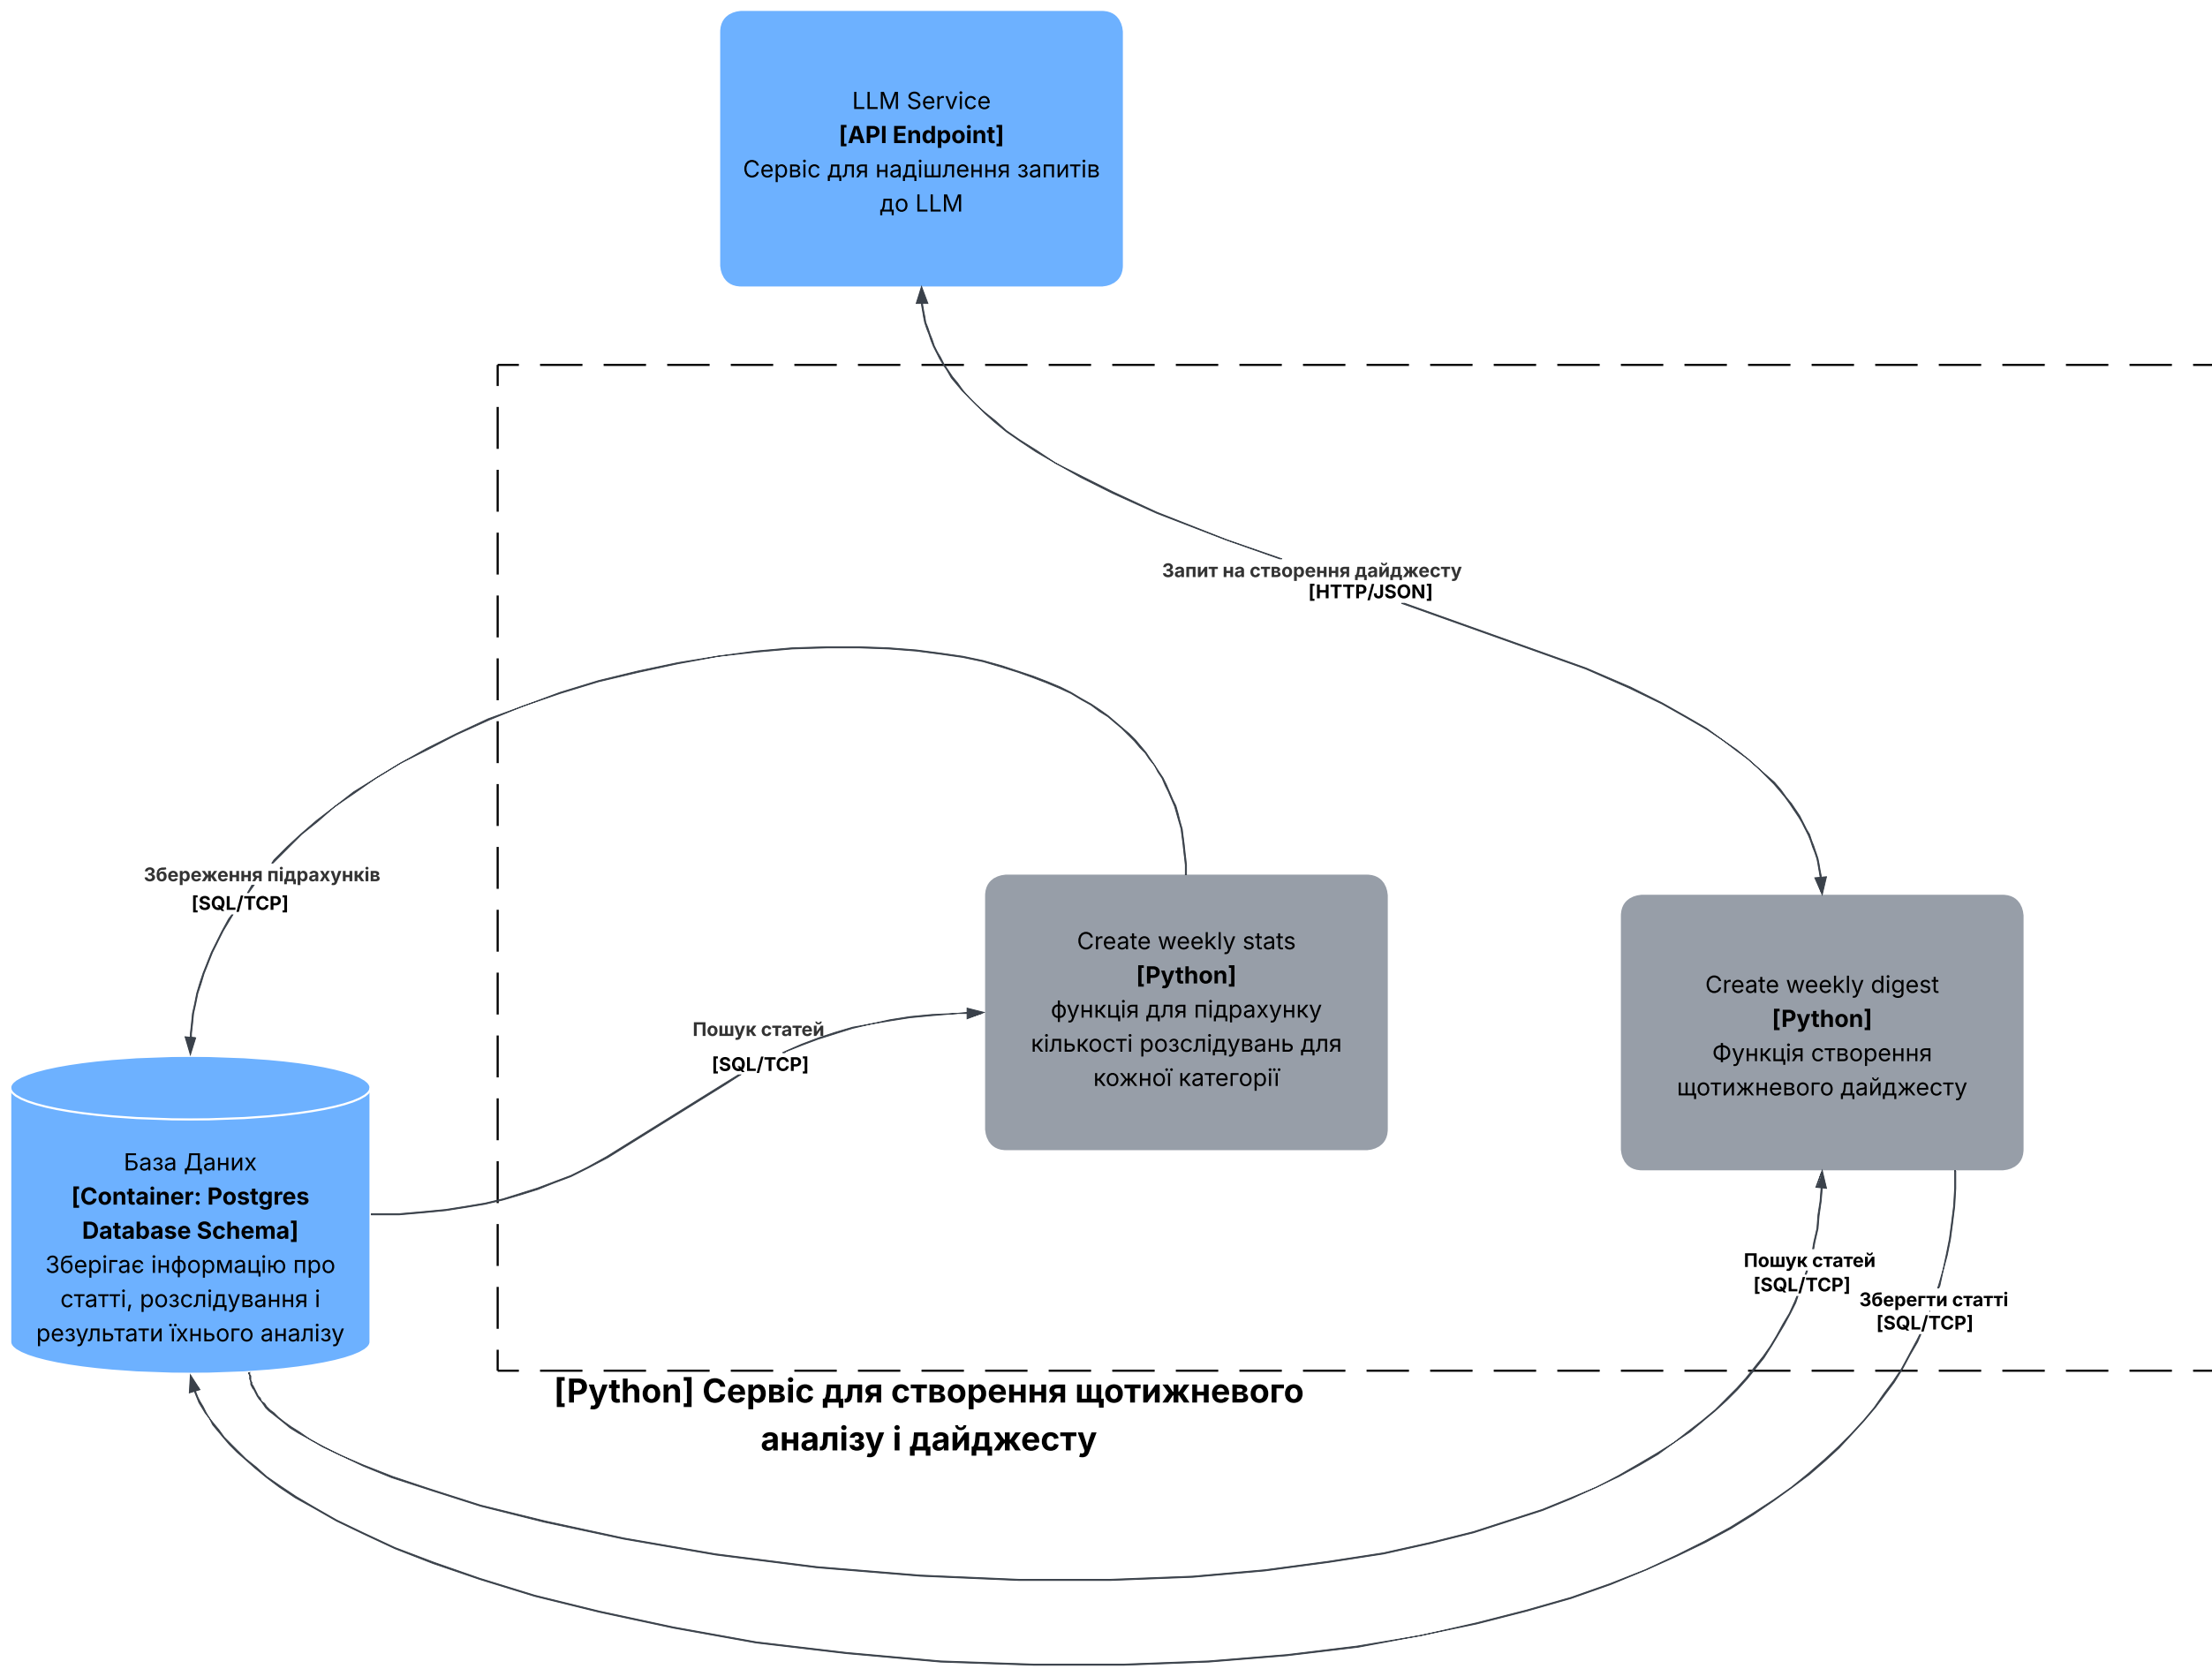 LLM Service
[API Endpoint]
Сервіс для надішлення запитів
до LLM
Запит на створення дайджесту
[HTTP/JSON]
Збереження підрахунків
[SQL/TCP]
Create weekly stats
[Python]
функція для підрахунку
кількості розслідувань для
кожної категорії
Create weekly digest
[Python]
Функція створення
щотижневого дайджесту
Пошук статей
[SQL/TCP]
База Даних
[Container: Postgres
Database Schema]
Зберігає інформацію про
статті, розслідування і
результати їхнього аналізу
Пошук статей
[SQL/TCP]
Зберегти статті
[SQL/TCP]
[Python] Сервіс для створення щотижневого
аналізу і дайджесту